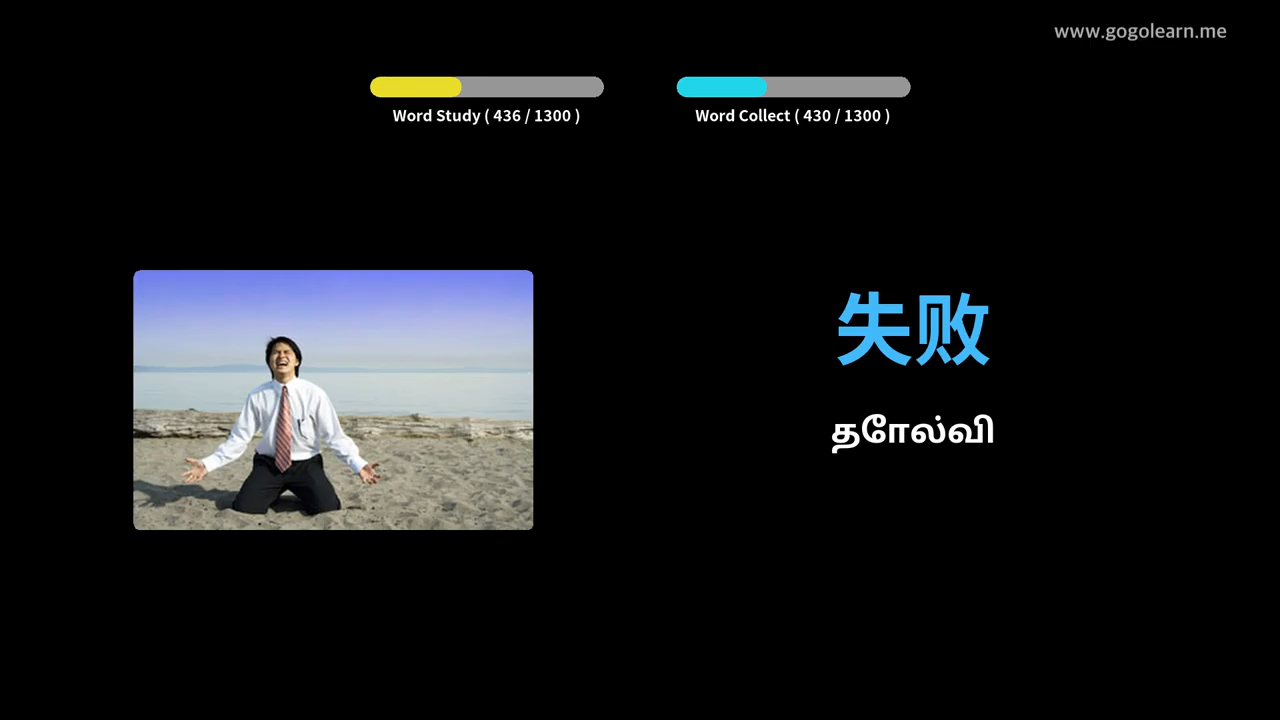 www.gogolearn.me
Word Study ( 436 / 1300 )
Word Collect ( 430 / 1300 )
失败
தோல்வி